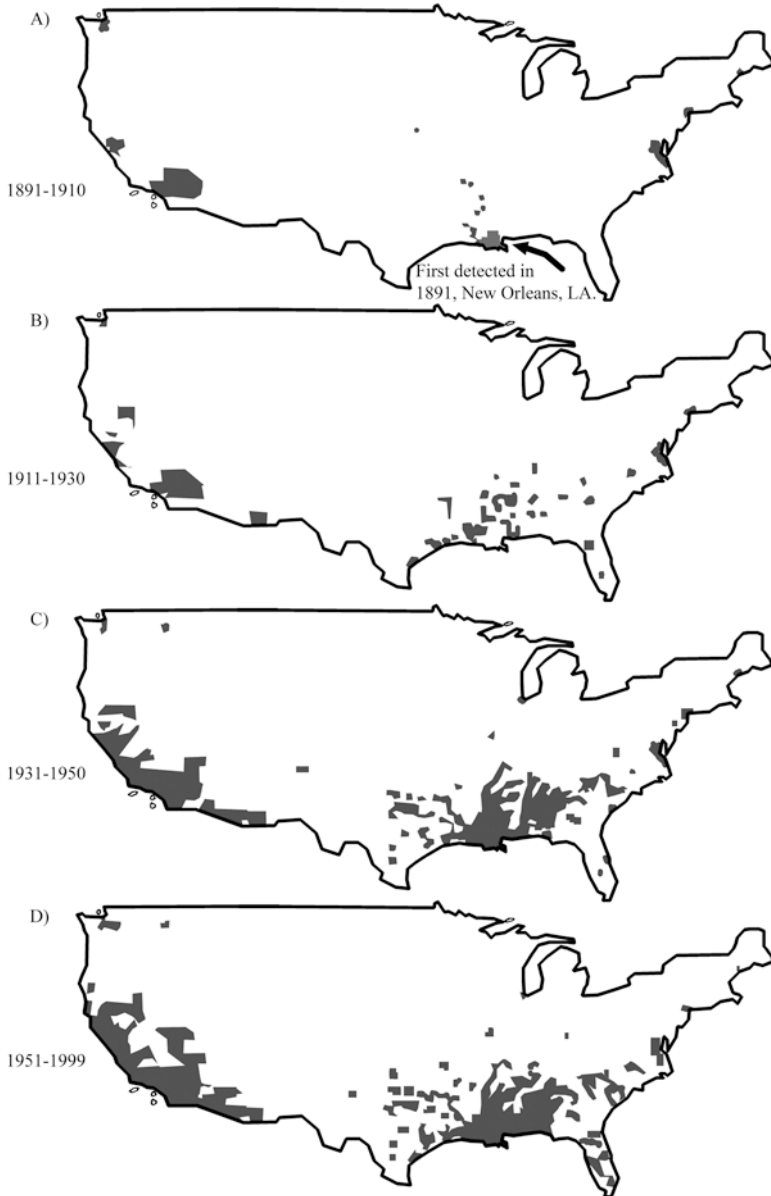 A)
1891-1910
First detected in
1891, New Orleans, LA.
B)
1911-1930
C)
1931-1950
D)
1951-1999